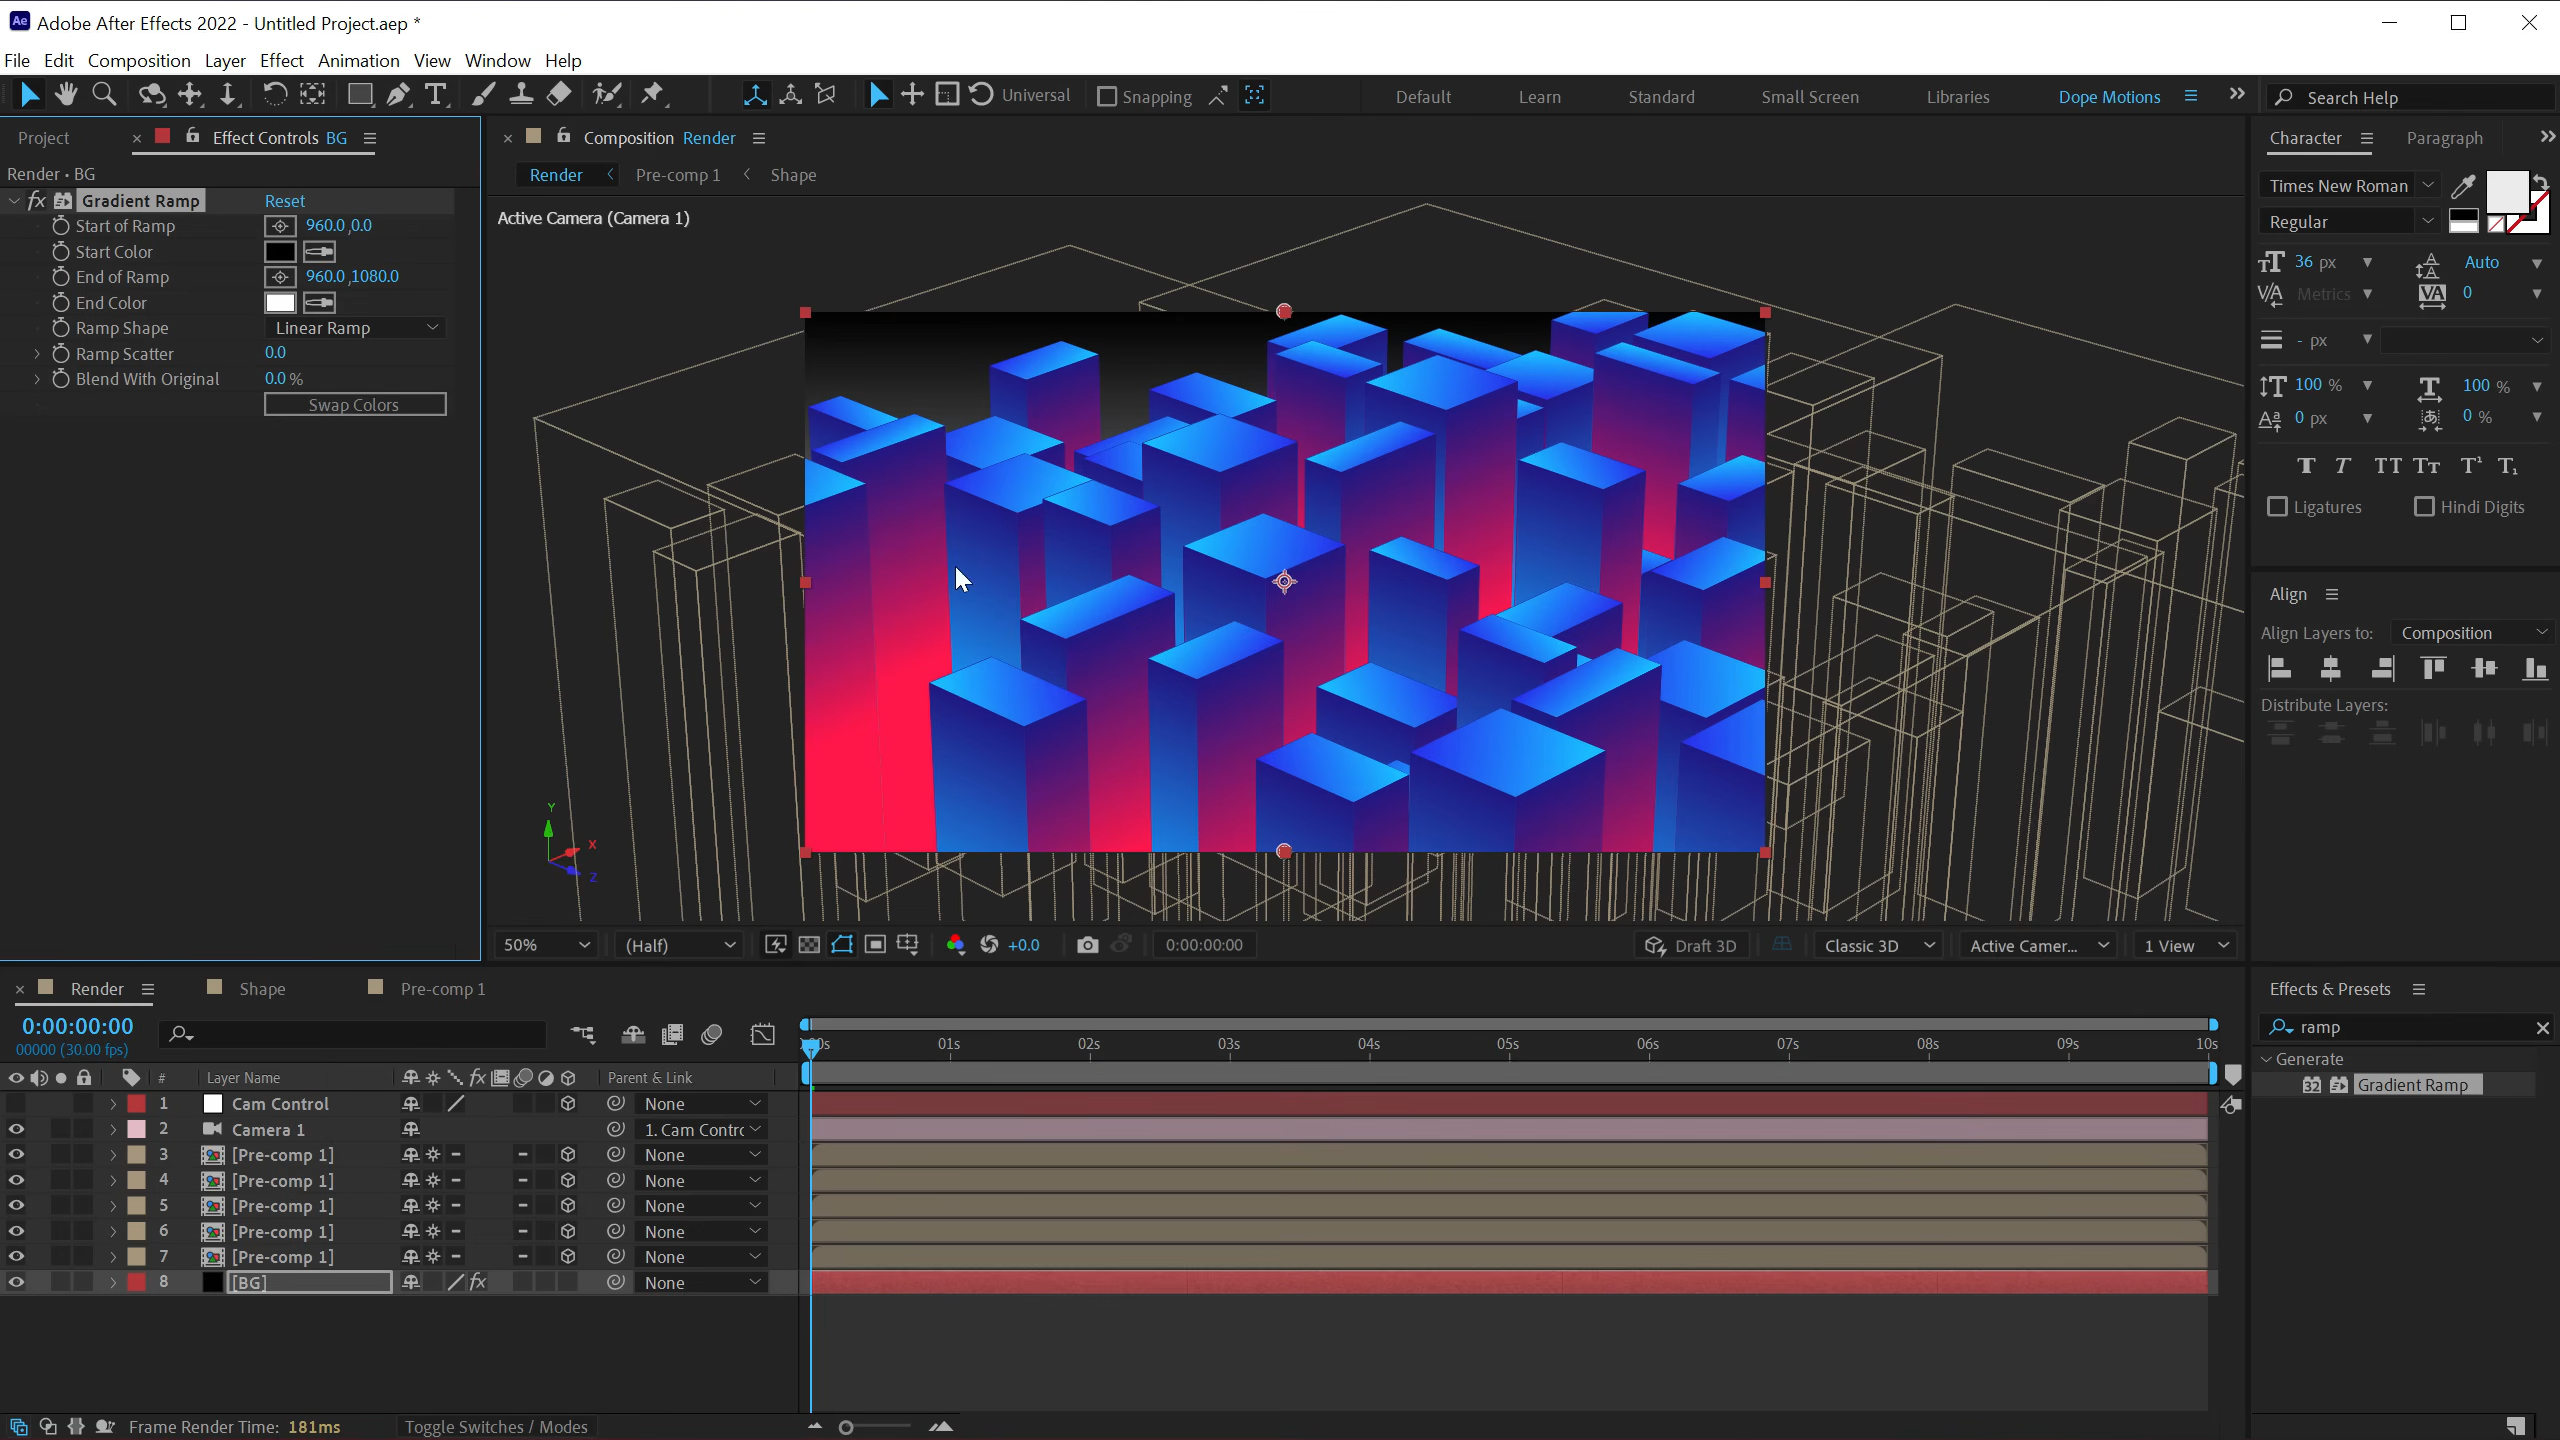 Ae Adobe After Effects 2022 - Untitled Project.aep *
File Edit Composition Layer Effect Animation View Window Help
Universal Snapping Default Learn Standard Small Screen Libraries Dope Motions Search Help
Project Effect Controls BG
Render • BG
fx Gradient Ramp Reset
Start of Ramp 960.0 ,0.0
Start Color
End of Ramp 960.0 ,1080.0
End Color
Ramp Shape Linear Ramp
Ramp Scatter 0.0
Blend With Original 0.0 %
Swap Colors
Composition Render
Render Pre-comp 1 Shape
Active Camera (Camera 1)
Y
X
Z
50% (Half) +0.0 0:00:00:00 Draft 3D Classic 3D Active Camer... 1 View
Character Paragraph
Times New Roman
Regular
36 px Auto
Metrics 0
- px
100 % 100 %
0 px 0 %
Ligatures Hindi Digits
Align
Align Layers to: Composition
Distribute Layers:
Render Shape Pre-comp 1
0:00:00:00
00000 (30.00 fps)
01s 02s 03s 04s 05s 06s 07s 08s 09s 10s
# Layer Name fx Parent & Link
1 Cam Control None
2 Camera 1 1. Cam Contro
3 [Pre-comp 1] None
4 [Pre-comp 1] None
5 [Pre-comp 1] None
6 [Pre-comp 1] None
7 [Pre-comp 1] None
8 [BG] fx None
Frame Render Time: 181ms Toggle Switches / Modes
Effects & Presets
ramp
Generate
32 Gradient Ramp